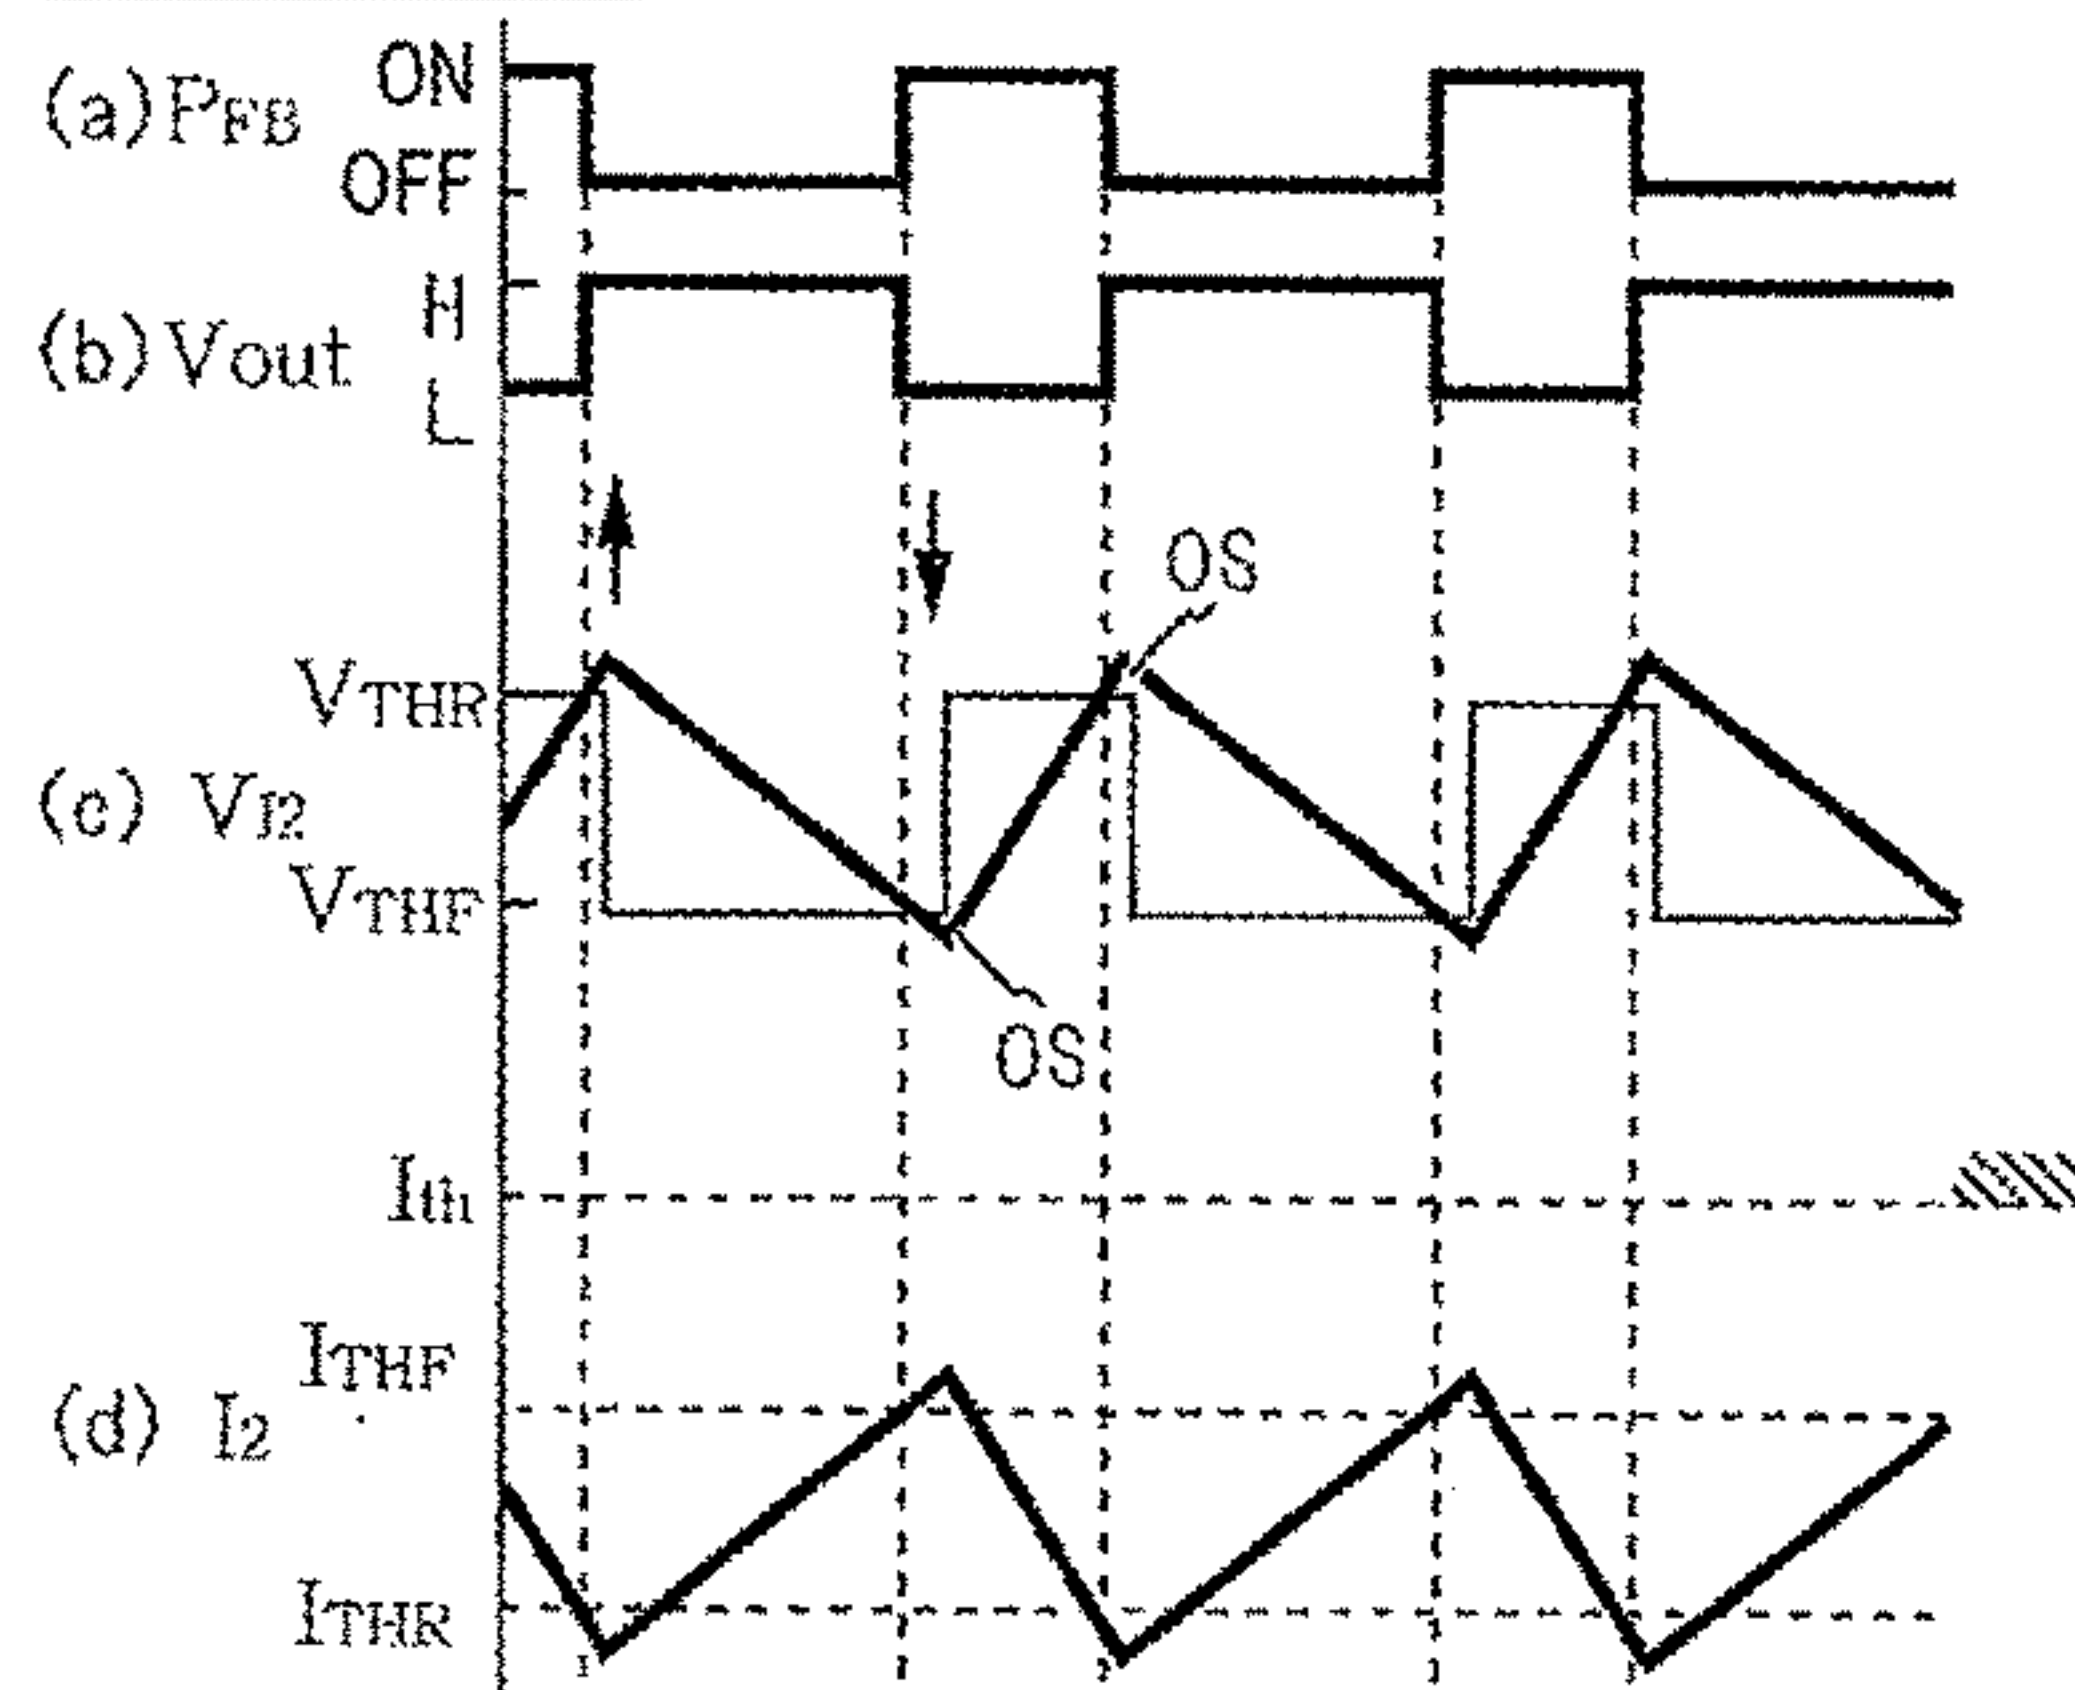 (a) PFB ON
OFF
(b) Vout H
L
OS
VTHR
(c) VI2
VTHF
OS
Ith
ITHF
(d) I2
ITHR